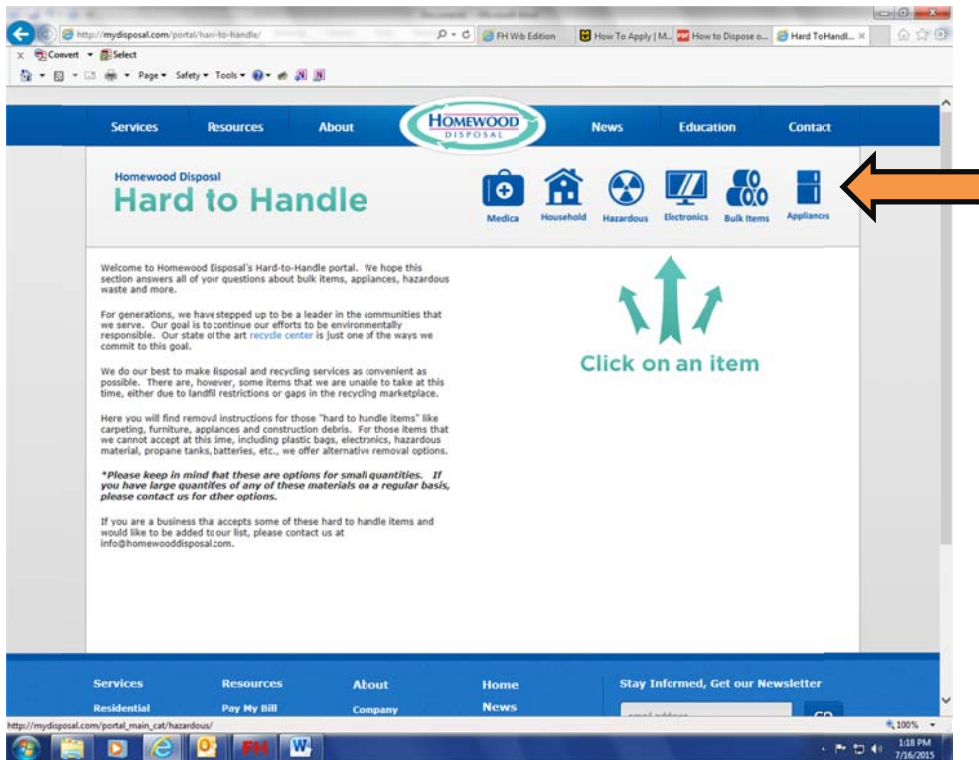 http://mydisposal.com/portal/hari-to-handle/
FH Web Edition
How To Apply | M...
How to Dispose o...
Hard ToHandl...
x Convert Select
Page Safety Tools
Services Resources About HOMEWOOD DISPOSAL News Education Contact
Homewood Disposal
Hard to Handle
Medica Household Hazardous Electronics Bulk Items Appliances
Welcome to Homewood Disposal's Hard-to-Handle portal. We hope this
section answers all of your questions about bulk items, appliances, hazardous
waste and more.
For generations, we have stepped up to be a leader in the communities that
we serve. Our goal is to continue our efforts to be environmentally
responsible. Our state of the art recycle center is just one of the ways we
commit to this goal.
We do our best to make disposal and recycling services as convenient as
possible. There are, however, some items that we are unable to take at this
time, either due to landfill restrictions or gaps in the recycling marketplace.
Here you will find removal instructions for those "hard to handle items" like
carpeting, furniture, appliances and construction debris. For those items that
we cannot accept at this time, including plastic bags, electronics, hazardous
material, propane tanks, batteries, etc., we offer alternative removal options.
*Please keep in mind that these are options for small quantities. If
you have large quantites of any of these materials on a regular basis,
please contact us for other options.
If you are a business tha accepts some of these hard to handle items and
would like to be added to our list, please contact us at
info@homewooddisposal.com.
Click on an item
Services Resources About Home Stay Informed, Get our Newsletter
Residential Pay My Bill Company News
email address GO
http://mydisposal.com/portal_main_cat/hazardous/
100%
FH W
1:18 PM
7/16/2015